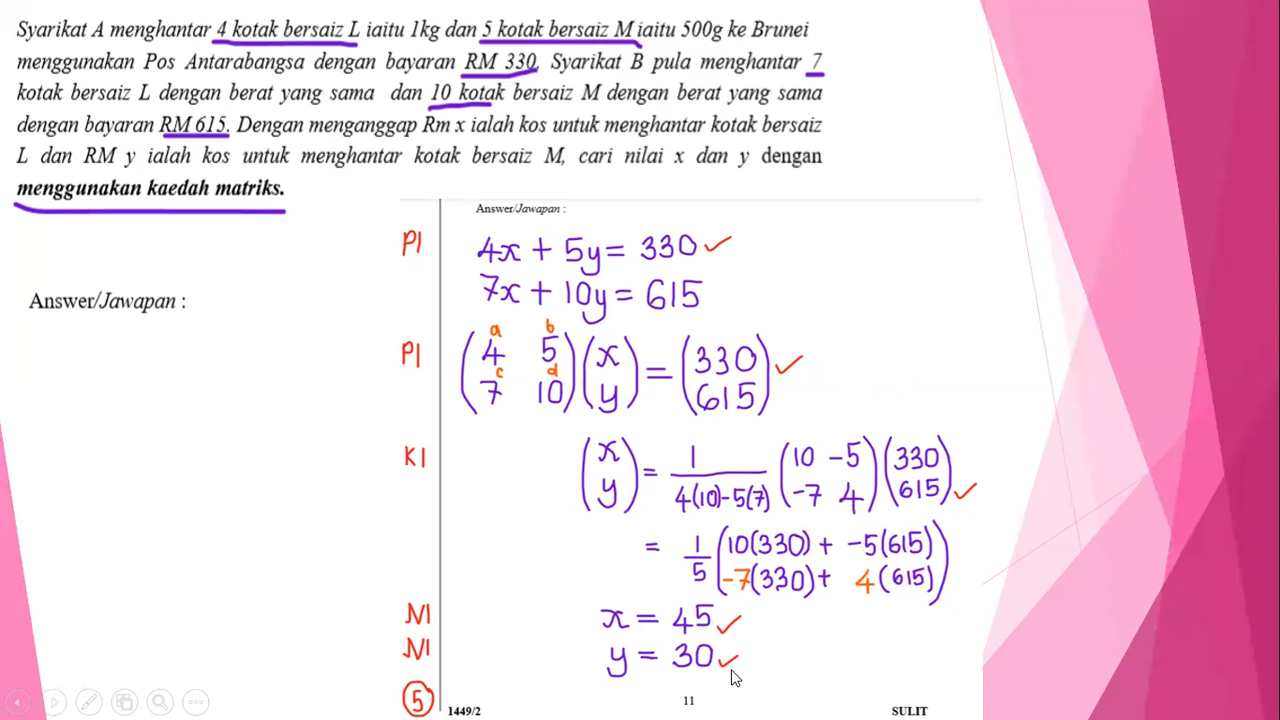 Syarikat A menghantar 4 kotak bersaiz L iaitu 1kg dan 5 kotak bersaiz M iaitu 500g ke Brunei
menggunakan Pos Antarabangsa dengan bayaran RM 330. Syarikat B pula menghantar 7
kotak bersaiz L dengan berat yang sama dan 10 kotak bersaiz M dengan berat yang sama
dengan bayaran RM 615. Dengan menganggap Rm x ialah kos untuk menghantar kotak bersaiz
L dan RM y ialah kos untuk menghantar kotak bersaiz M, cari nilai x dan y dengan
menggunakan kaedah matriks.
Answer/Jawapan :
Answer/Jawapan :
P1 4x + 5y = 330 ✓
7x + 10y = 615
a b
P1 (4 5) (x) = (330) ✓
c d
(7 10) (y) (615)
K1 (x) = 1 (10 -5) (330)
(y) 4(10)-5(7) (-7 4) (615) ✓
= 1 (10(330) + -5(615))
5 (-7(330) + 4(615))
N1 x = 45 ✓
N1 y = 30 ✓
5
11
1449/2 SULIT